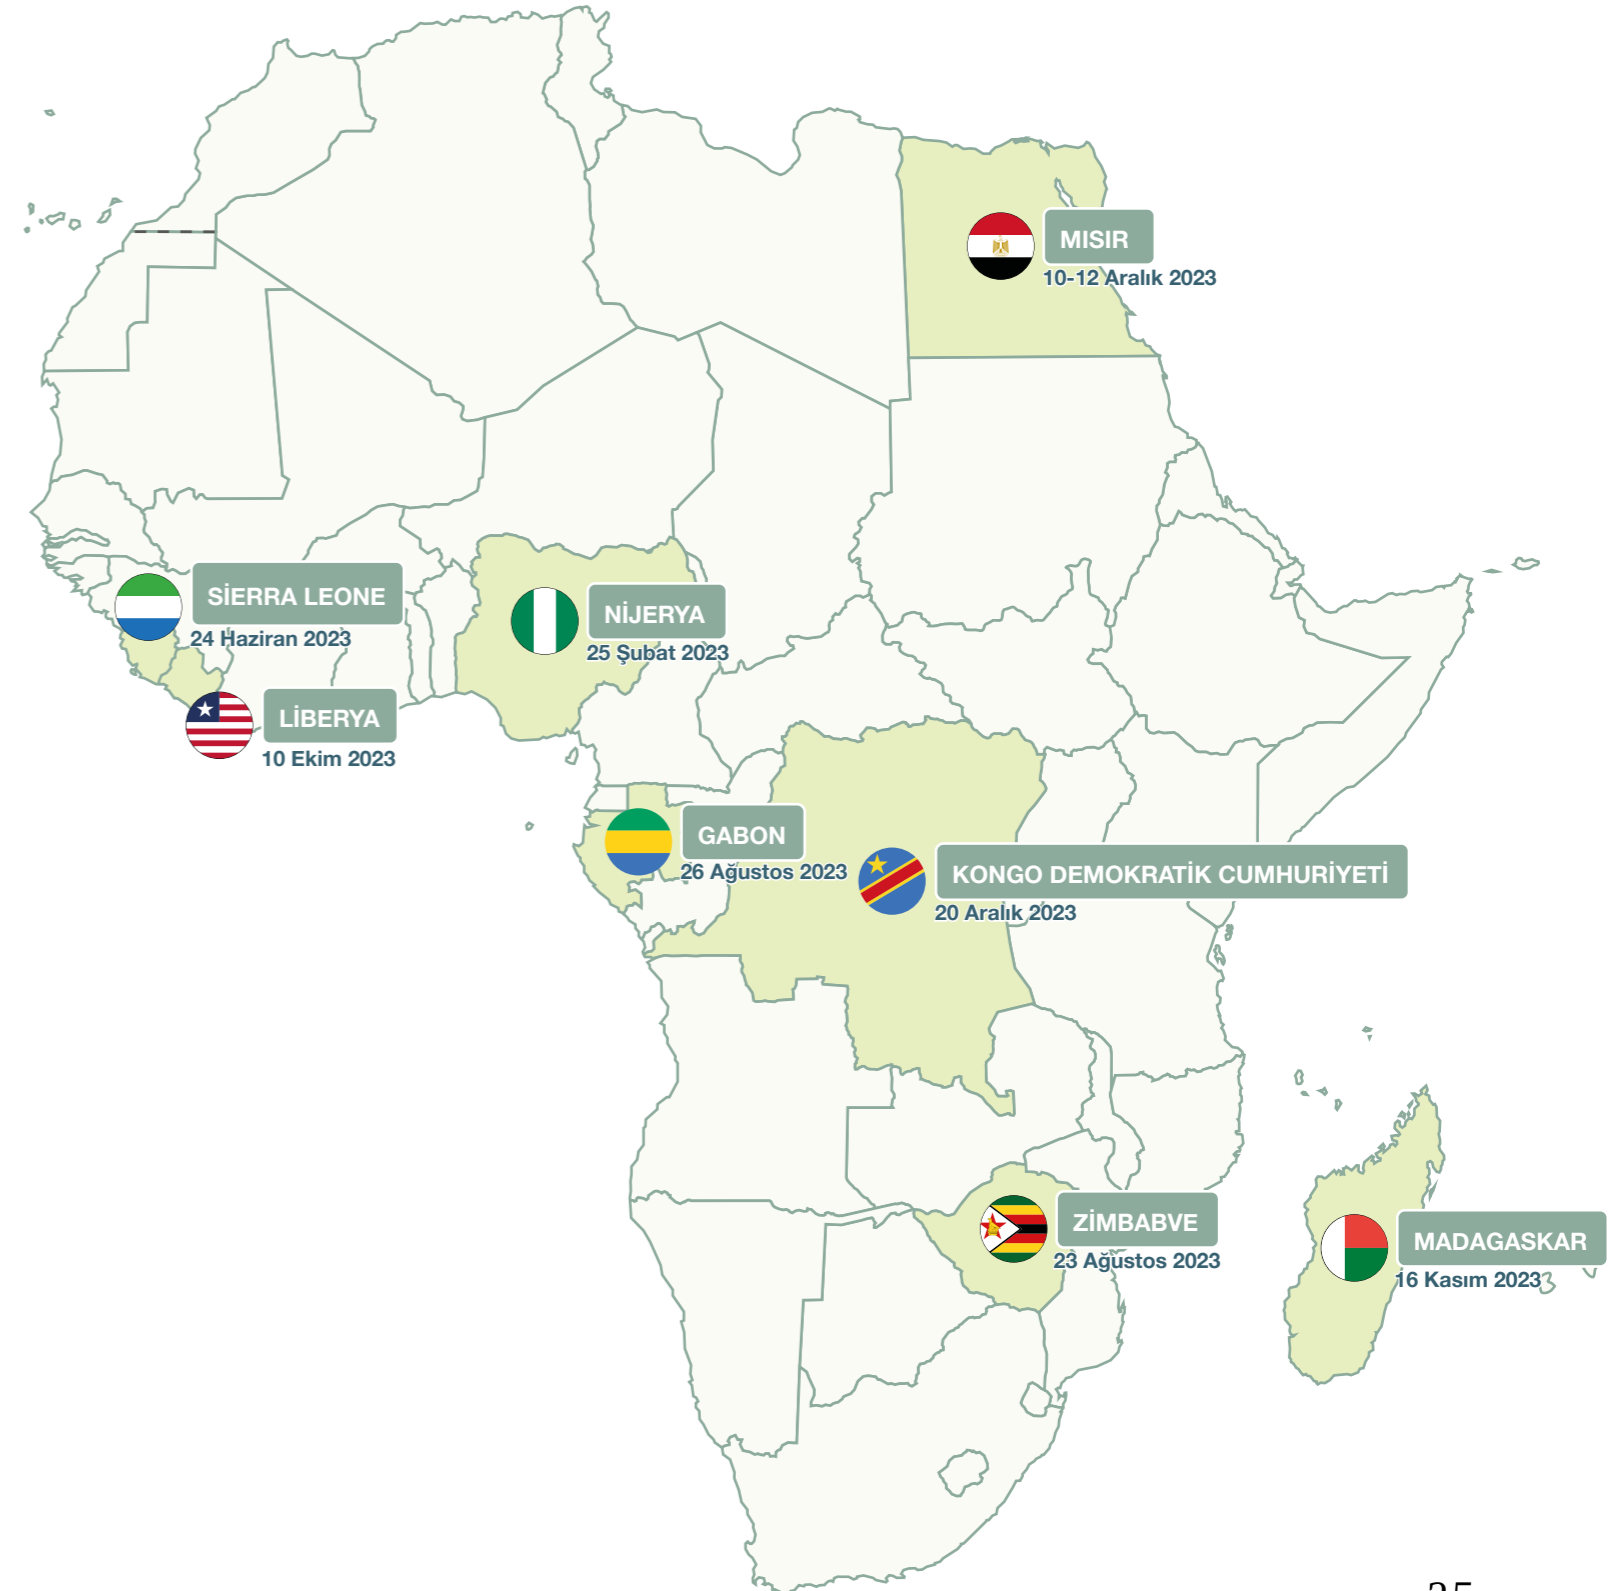 MISIR
10-12 Aralık 2023
SİERRA LEONE
24 Haziran 2023
NİJERYA
25 Şubat 2023
LİBERYA
10 Ekim 2023
GABON
26 Ağustos 2023
KONGO DEMOKRATİK CUMHURİYETİ
20 Aralık 2023
ZİMBABVE
23 Ağustos 2023
MADAGASKAR
16 Kasım 2023